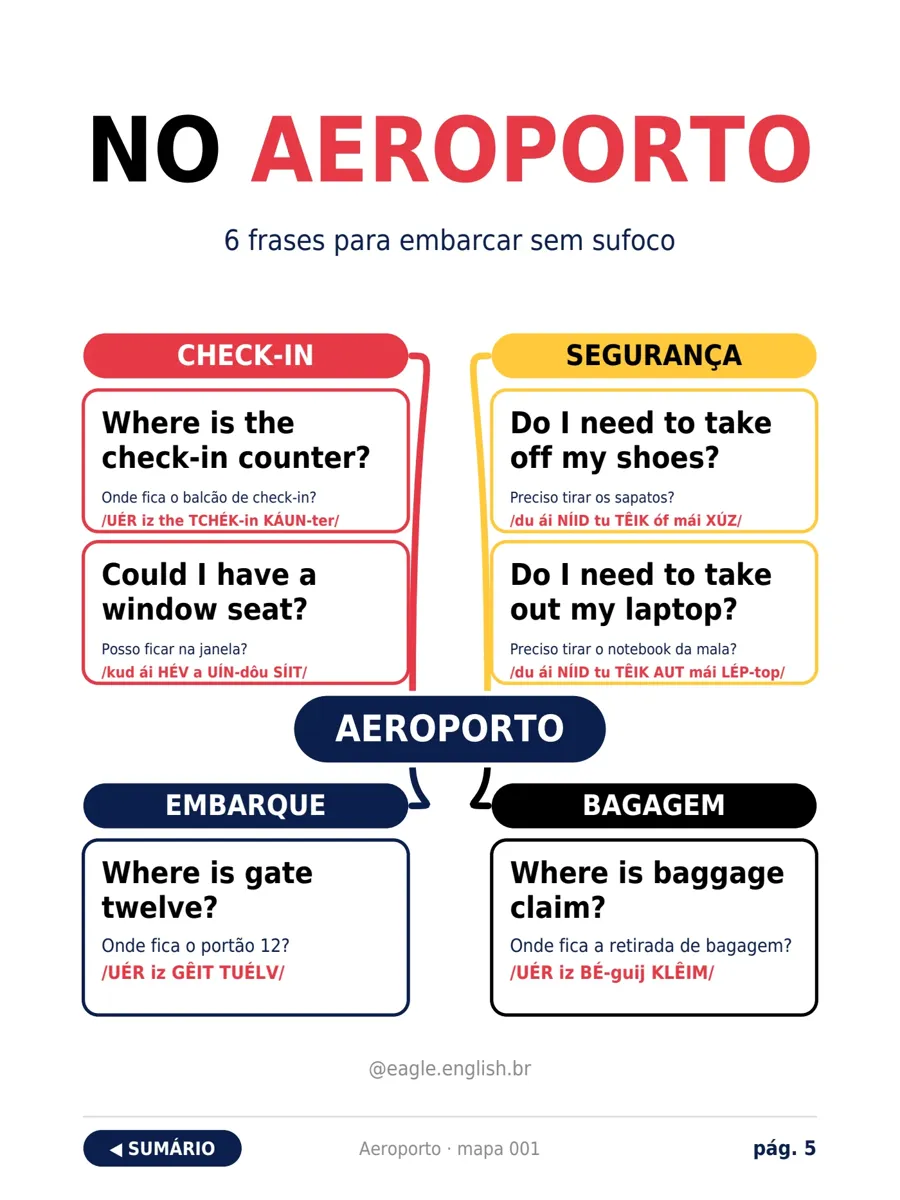 NO AEROPORTO
6 frases para embarcar sem sufoco
CHECK-IN
Where is the
check-in counter?
Onde fica o balcão de check-in?
/UÉR iz the TCHÉK-in KÁUN-ter/
Could I have a
window seat?
Posso ficar na janela?
/kud ái HÉV a UÍN-dôu SÍIT/
SEGURANÇA
Do I need to take
off my shoes?
Preciso tirar os sapatos?
/du ái NÍID tu TÊIK óf mái XÚZ/
Do I need to take
out my laptop?
Preciso tirar o notebook da mala?
/du ái NÍID tu TÊIK AUT mái LÉP-top/
AEROPORTO
EMBARQUE
Where is gate
twelve?
Onde fica o portão 12?
/UÉR iz GÊIT TUÉLV/
BAGAGEM
Where is baggage
claim?
Onde fica a retirada de bagagem?
/UÉR iz BÉ-guij KLÊIM/
@eagle.english.br
◀ SUMÁRIO
Aeroporto · mapa 001
pág. 5